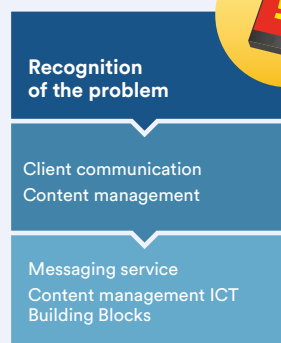 Recognition
of the problem
Client communication
Content management
Messaging service
Content management ICT
Building Blocks